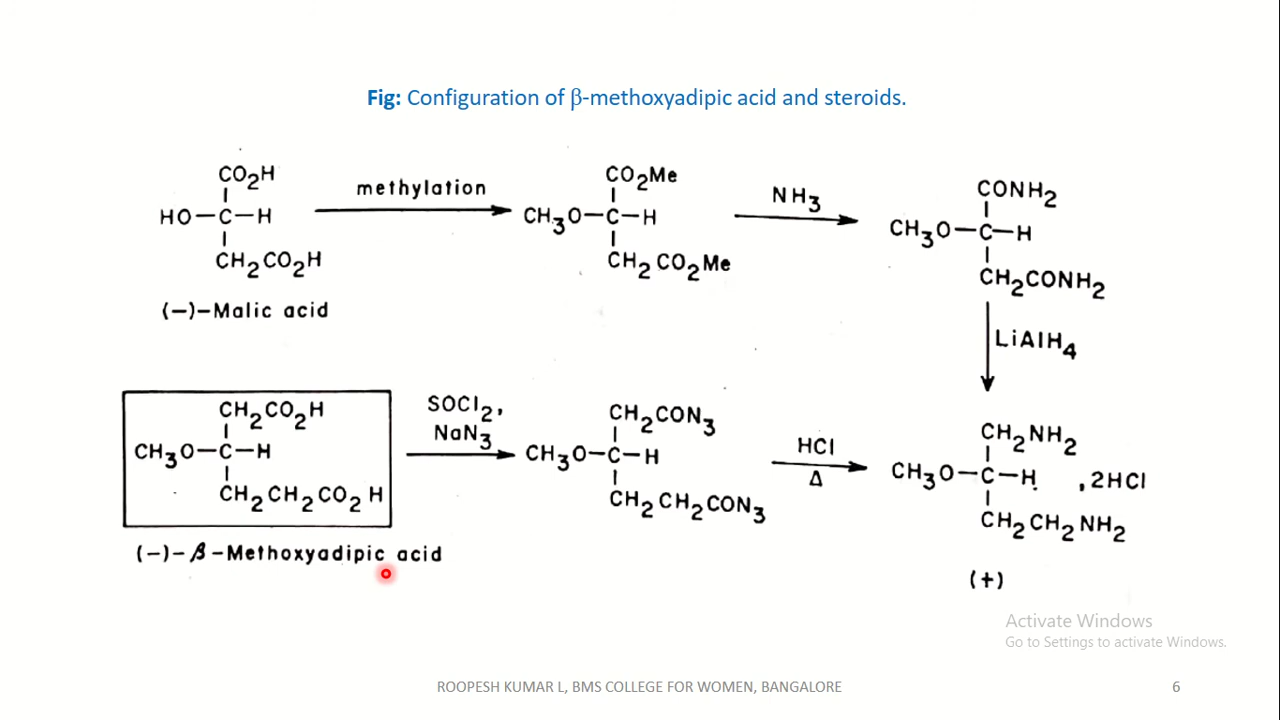 Fig: Configuration of β-methoxyadipic acid and steroids.
CO2H
HO–C–H
CH2CO2H
(–)-Malic acid
methylation
CO2Me
CH3O–C–H
CH2CO2Me
NH3
CONH2
CH3O–C–H
CH2CONH2
LiAlH4
CH2CO2H
CH3O–C–H
CH2CH2CO2H
(–)-β-Methoxyadipic acid
SOCl2,
NaN3
CH2CON3
CH3O–C–H
CH2CH2CON3
HCl
Δ
CH2NH2
CH3O–C–H ,2HCl
CH2CH2NH2
(+)
Activate Windows
Go to Settings to activate Windows.
ROOPESH KUMAR L, BMS COLLEGE FOR WOMEN, BANGALORE
6